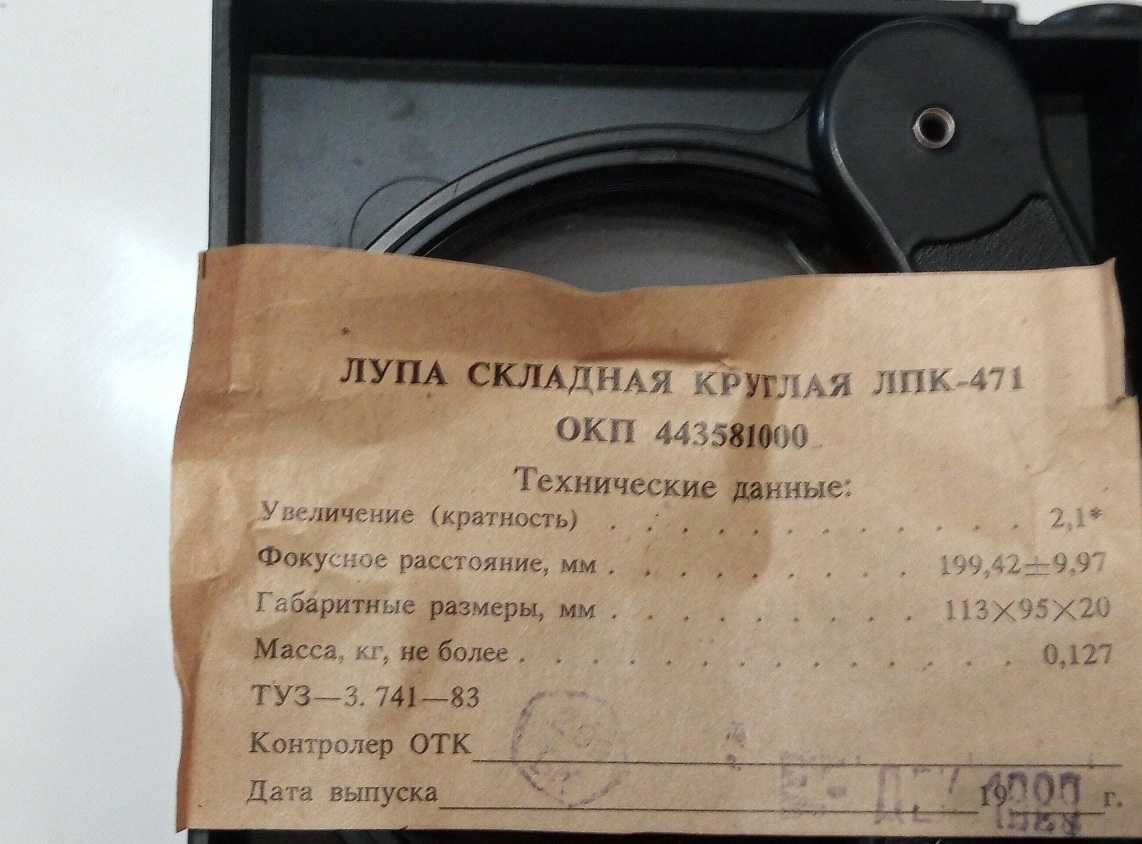 ЛУПА СКЛАДНАЯ КРУГЛАЯ ЛПК-471
ОКП 443581000
Технические данные:
Увеличение (кратность) . . . . . . . . . . . . 2,1*
Фокусное расстояние, мм . . . . . . . . . 199,42±9,97
Габаритные размеры, мм . . . . . . . . . 113×95×20
Масса, кг, не более . . . . . . . . . . . . . 0,127
ТУЗ—3. 741—83
Контролер ОТК
Дата выпуска 19 г.